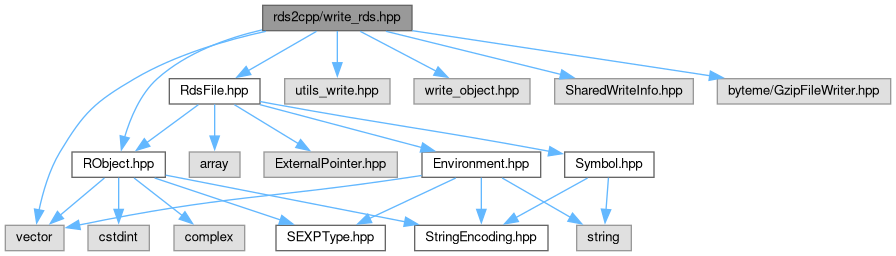 rds2cpp/write_rds.hpp
RdsFile.hpp
utils_write.hpp
write_object.hpp
SharedWriteInfo.hpp
byteme/GzipFileWriter.hpp
RObject.hpp
array
ExternalPointer.hpp
Environment.hpp
Symbol.hpp
vector
cstdint
complex
SEXPType.hpp
StringEncoding.hpp
string